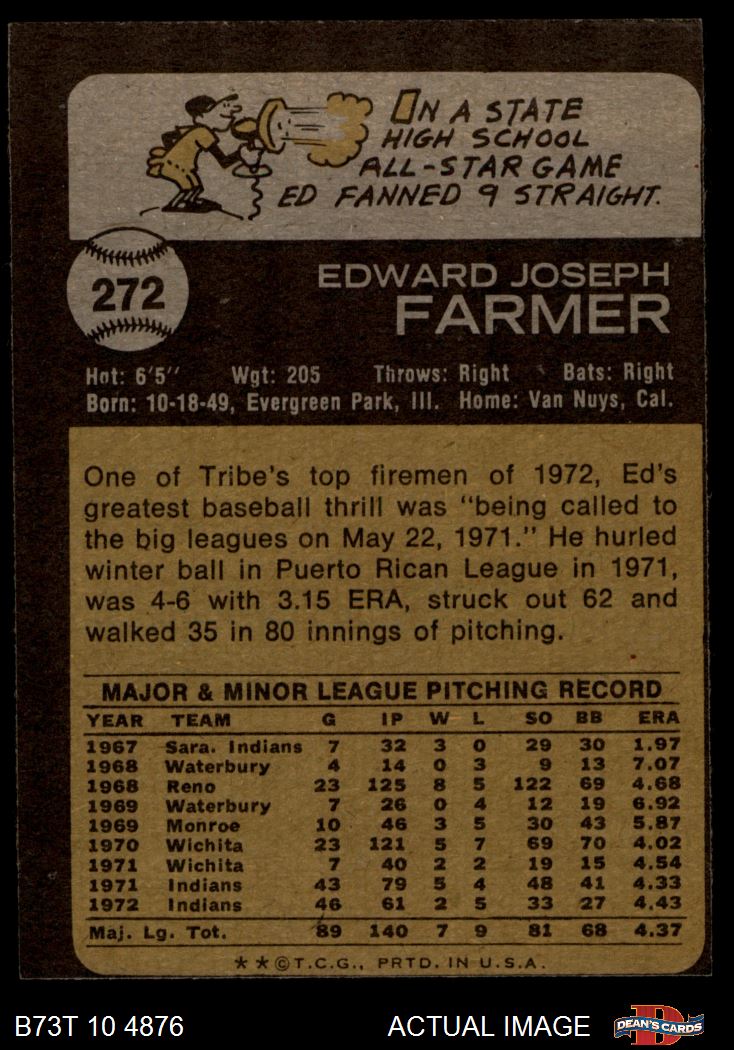 ON A STATE
HIGH SCHOOL
ALL-STAR GAME
ED FANNED 9 STRAIGHT.
272
EDWARD JOSEPH
FARMER
Hgt: 6'5'' Wgt: 205 Throws: Right Bats: Right
Born: 10-18-49, Evergreen Park, Ill. Home: Van Nuys, Cal.
One of Tribe's top firemen of 1972, Ed's
greatest baseball thrill was "being called to
the big leagues on May 22, 1971." He hurled
winter ball in Puerto Rican League in 1971,
was 4-6 with 3.15 ERA, struck out 62 and
walked 35 in 80 innings of pitching.
MAJOR & MINOR LEAGUE PITCHING RECORD
YEAR TEAM G IP W L SO BB ERA
1967 Sara. Indians 7 32 3 0 29 30 1.97
1968 Waterbury 4 14 0 3 9 13 7.07
1968 Reno 23 125 8 5 122 69 4.68
1969 Waterbury 7 26 0 4 12 19 6.92
1969 Monroe 10 46 3 5 30 43 5.87
1970 Wichita 23 121 5 7 69 70 4.02
1971 Wichita 7 40 2 2 19 15 4.54
1971 Indians 43 79 5 4 48 41 4.33
1972 Indians 46 61 2 5 33 27 4.43
Maj. Lg. Tot. 89 140 7 9 81 68 4.37
★★©T.C.G., PRTD. IN U.S.A.
B73T 10 4876 ACTUAL IMAGE DEAN'S CARDS